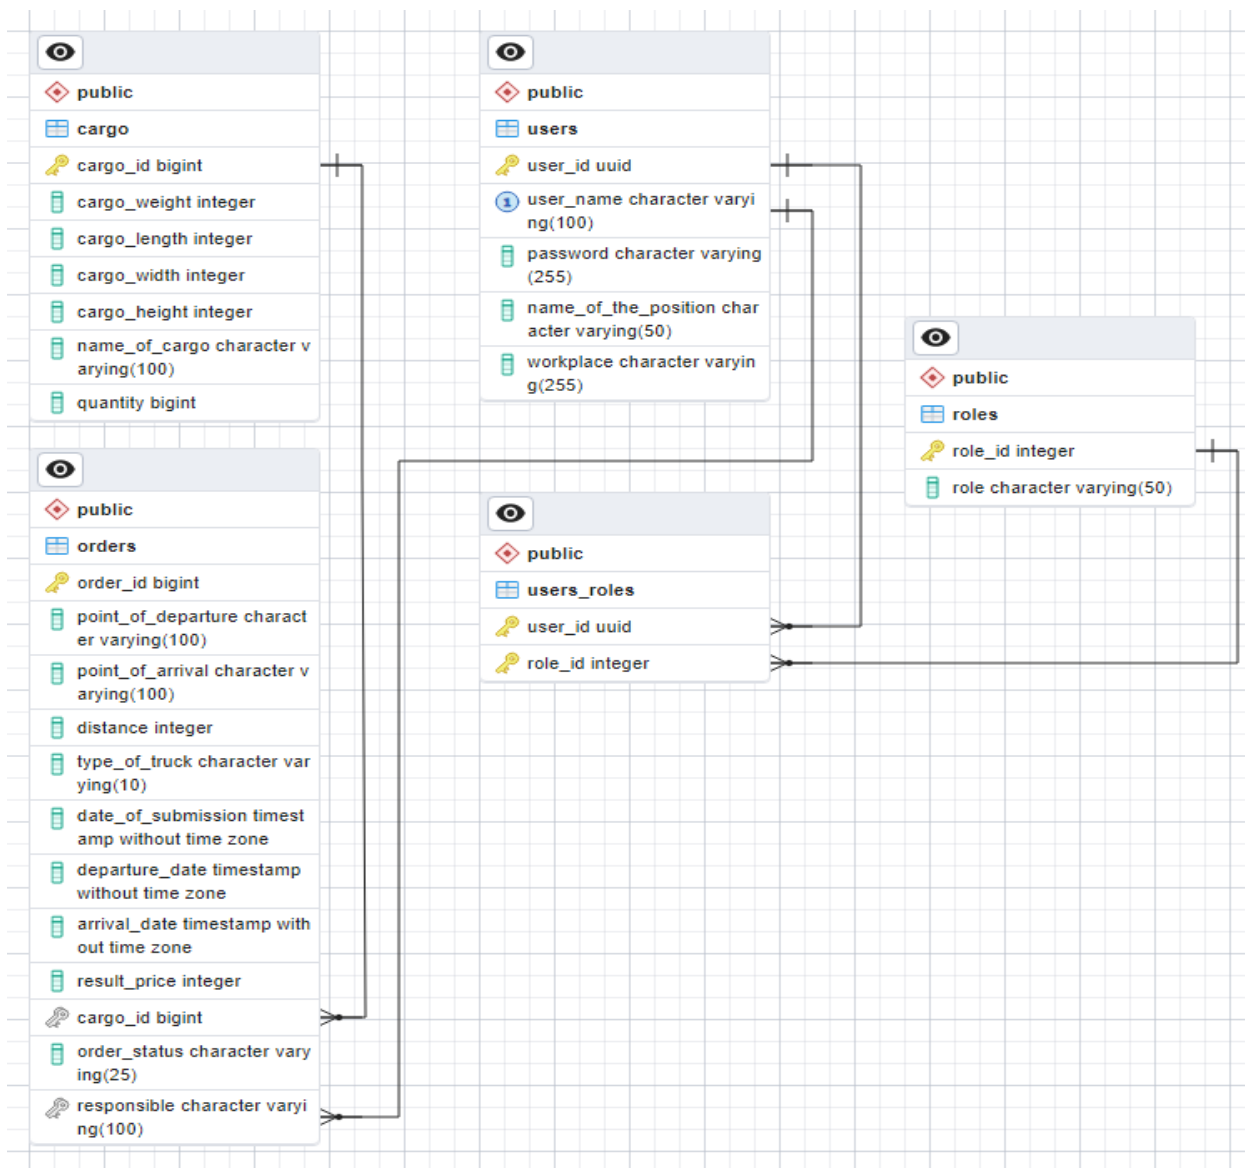 public
cargo
cargo_id bigint
cargo_weight integer
cargo_length integer
cargo_width integer
cargo_height integer
name_of_cargo character v
arying(100)
quantity bigint
public
orders
order_id bigint
point_of_departure charact
er varying(100)
point_of_arrival character v
arying(100)
distance integer
type_of_truck character var
ying(10)
date_of_submission timest
amp without time zone
departure_date timestamp
without time zone
arrival_date timestamp with
out time zone
result_price integer
cargo_id bigint
order_status character vary
ing(25)
responsible character varyi
ng(100)
public
users
user_id uuid
1
user_name character varyi
ng(100)
password character varying
(255)
name_of_the_position char
acter varying(50)
workplace character varyin
g(255)
public
users_roles
user_id uuid
role_id integer
public
roles
role_id integer
role character varying(50)